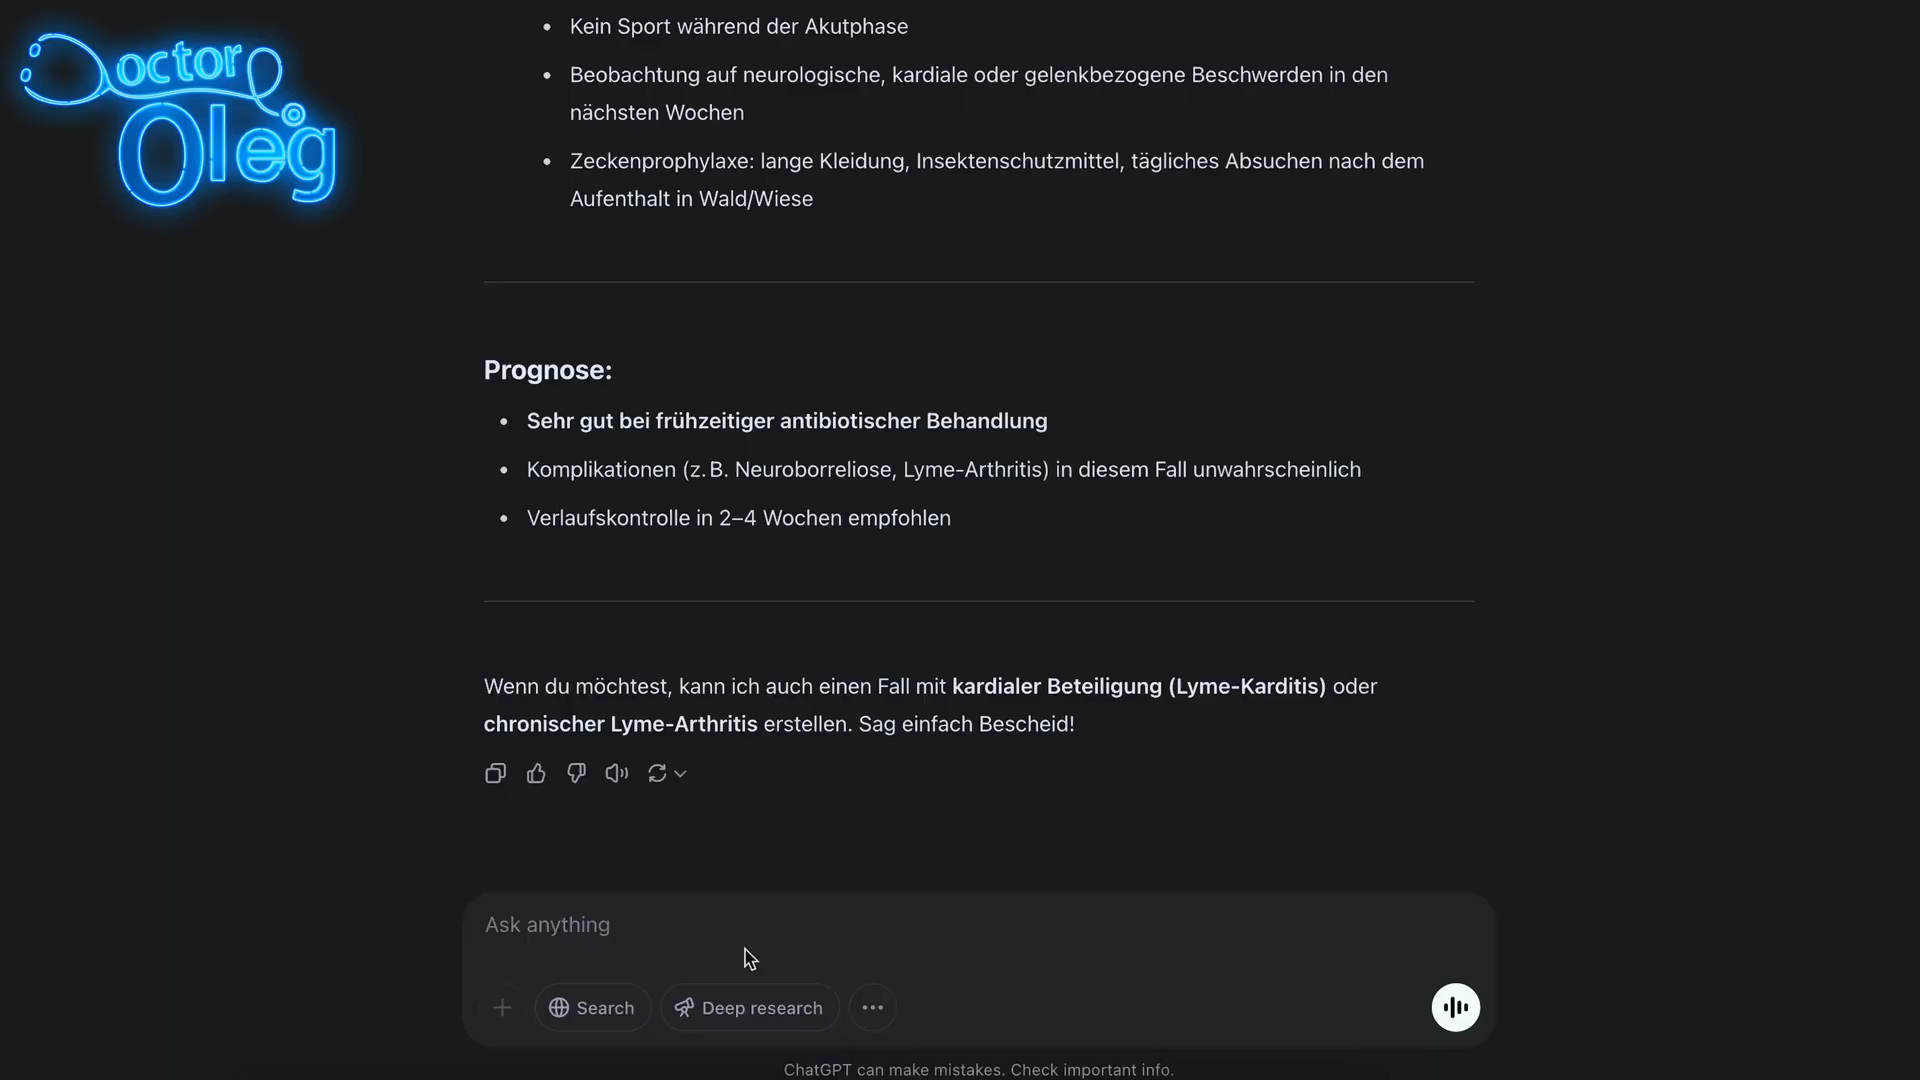 Doctor
Oleg
Kein Sport während der Akutphase
Beobachtung auf neurologische, kardiale oder gelenkbezogene Beschwerden in den
nächsten Wochen
Zeckenprophylaxe: lange Kleidung, Insektenschutzmittel, tägliches Absuchen nach dem
Aufenthalt in Wald/Wiese
Prognose:
Sehr gut bei frühzeitiger antibiotischer Behandlung
Komplikationen (z. B. Neuroborreliose, Lyme-Arthritis) in diesem Fall unwahrscheinlich
Verlaufskontrolle in 2–4 Wochen empfohlen
Wenn du möchtest, kann ich auch einen Fall mit kardialer Beteiligung (Lyme-Karditis) oder
chronischer Lyme-Arthritis erstellen. Sag einfach Bescheid!
Ask anything
Search
Deep research
ChatGPT can make mistakes. Check important info.